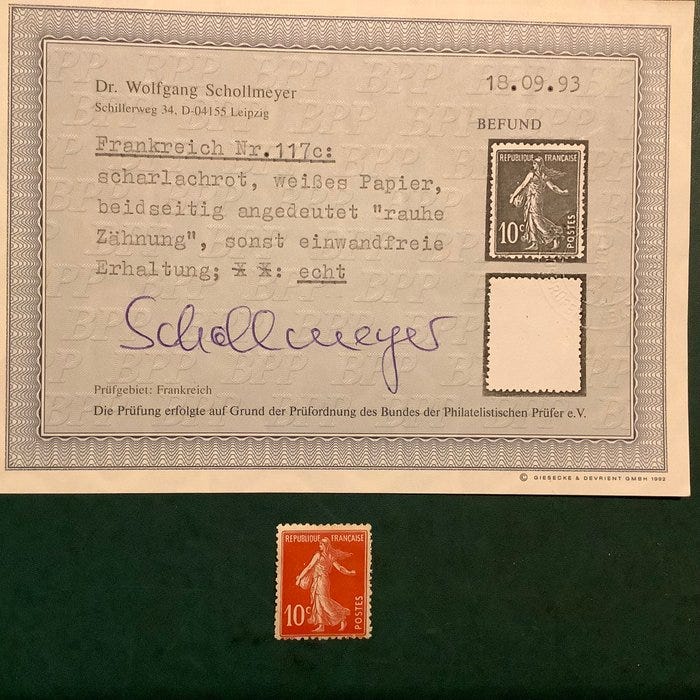 Dr. Wolfgang Schollmeyer
Schillerweg 34, D-04155 Leipzig
18.09.93
BEFUND
Frankreich Nr.117c:
scharlachrot, weißes Papier,
beidseitig angedeutet "rauhe
Zähnung", sonst einwandfreie
Erhaltung; ** **: echt
Schollmeyer
REPUBLIQUE FRANÇAISE
10c
POSTES
Prüfgebiet: Frankreich
Die Prüfung erfolgte auf Grund der Prüfordnung des Bundes der Philatelistischen Prüfer e.V.
© GIESECKE & DEVRIENT GMBH 1992
REPUBLIQUE FRANÇAISE
10c
POSTES